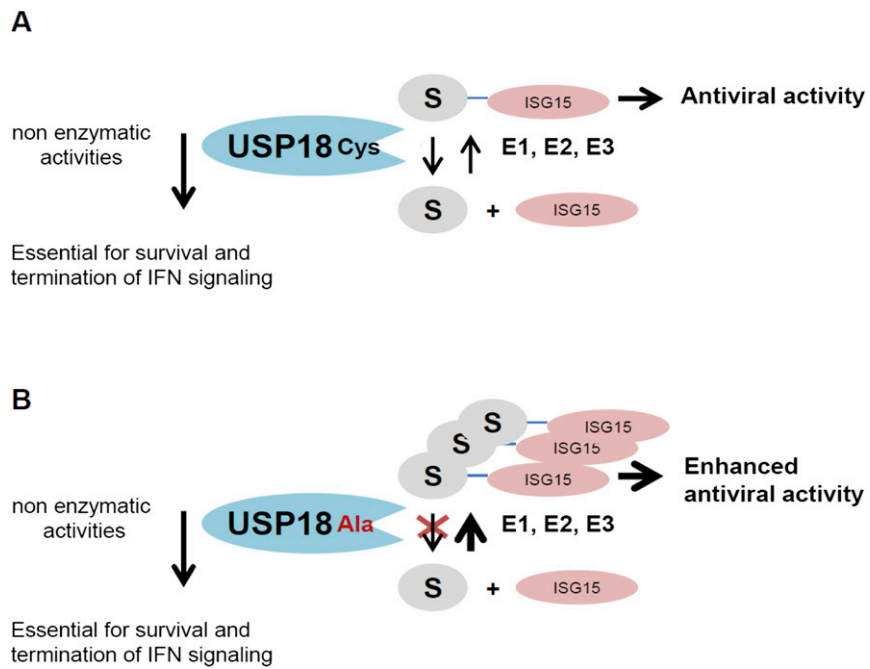 A
S
ISG15
Antiviral activity
non enzymatic
activities
USP18 Cys
E1, E2, E3
S + ISG15
Essential for survival and
termination of IFN signaling
B
S
ISG15
S
ISG15
S
ISG15
Enhanced
antiviral activity
non enzymatic
activities
USP18 Ala
E1, E2, E3
S + ISG15
Essential for survival and
termination of IFN signaling